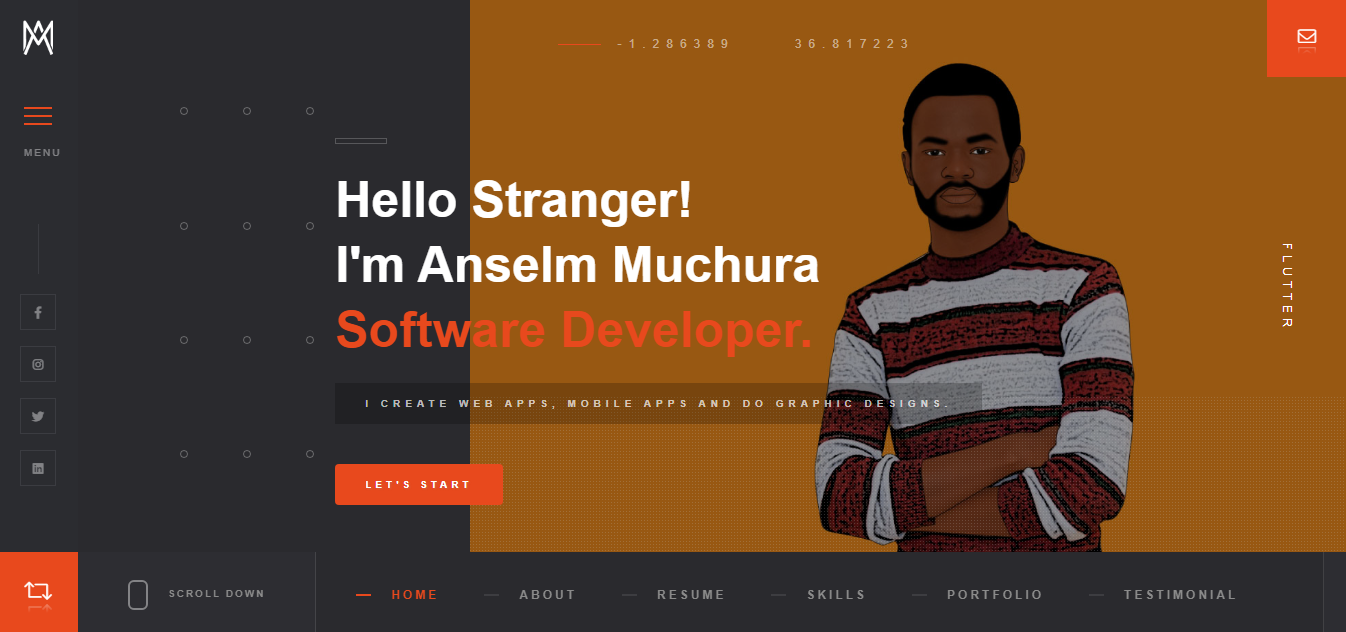 -1.286389 36.817223
MENU
Hello Stranger!
I'm Anselm Muchura
Software Developer.
I CREATE WEB APPS, MOBILE APPS AND DO GRAPHIC DESIGNS.
LET'S START
FLUTTER
SCROLL DOWN
HOME ABOUT RESUME SKILLS PORTFOLIO TESTIMONIAL